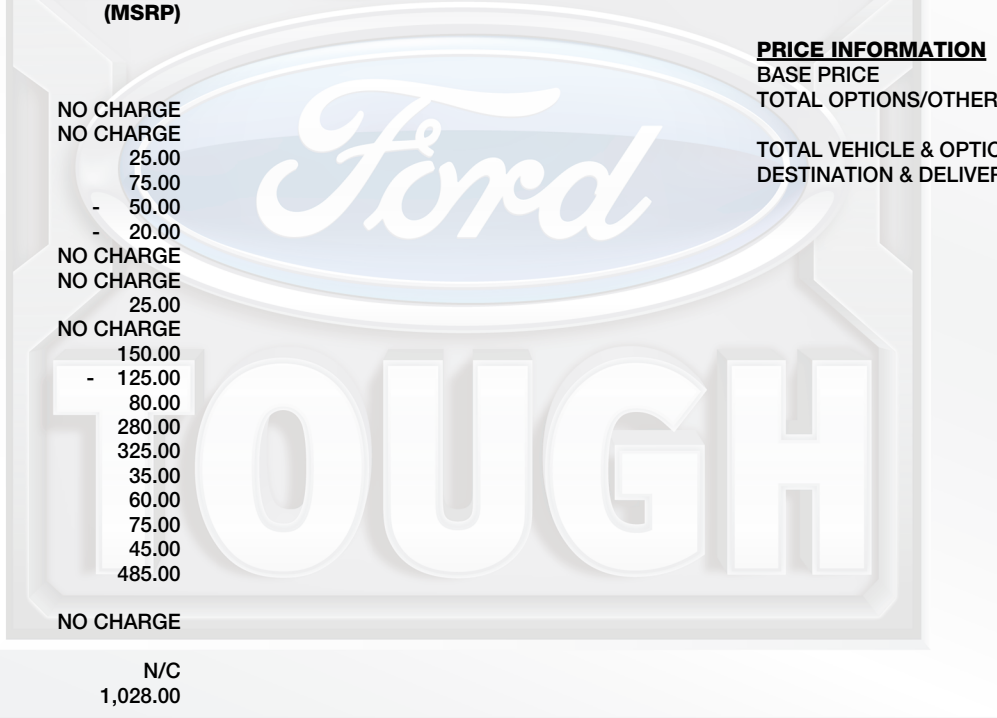 (MSRP)
NO CHARGE
NO CHARGE
25.00
75.00
- 50.00
- 20.00
NO CHARGE
NO CHARGE
25.00
NO CHARGE
150.00
- 125.00
80.00
280.00
325.00
35.00
60.00
75.00
45.00
485.00
NO CHARGE
N/C
1,028.00
PRICE INFORMATION
BASE PRICE
TOTAL OPTIONS/OTHER
TOTAL VEHICLE & OPTIO
DESTINATION & DELIVER
Ford
TOUGH